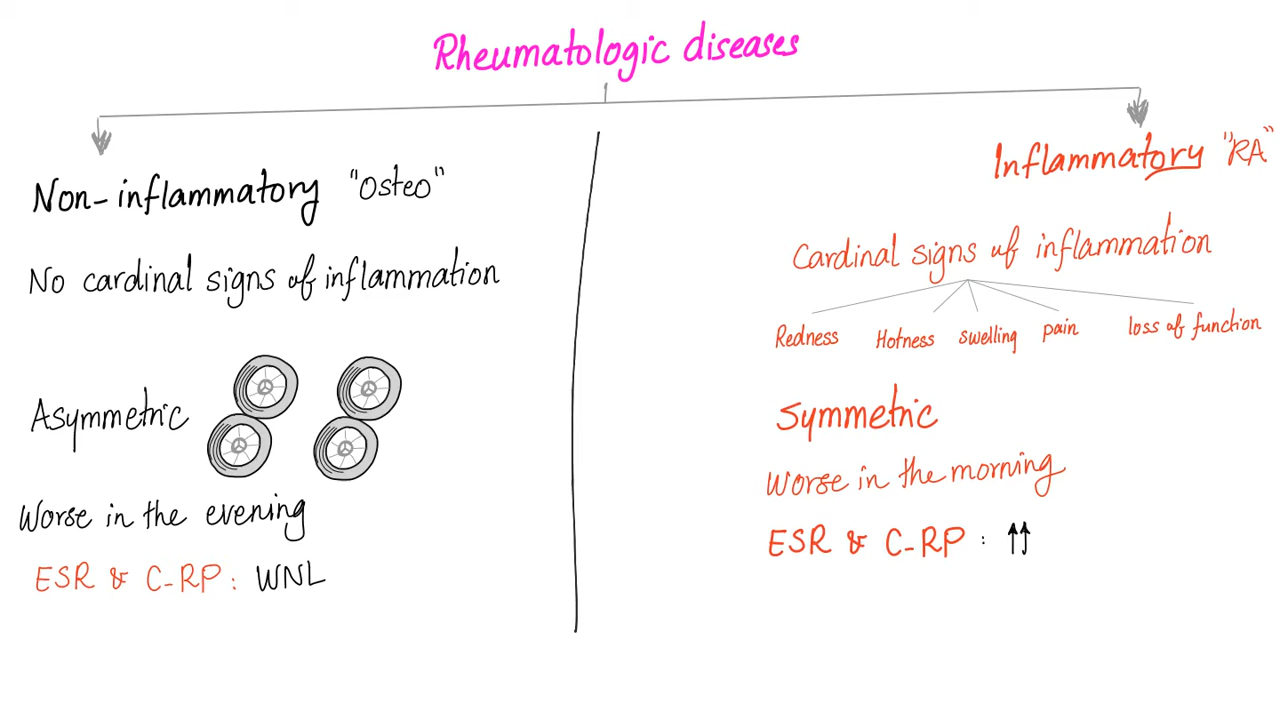 Rheumatologic diseases
Non-inflammatory "Osteo"
No cardinal signs of inflammation
Asymmetric
Worse in the evening
ESR & C-RP: WNL
Inflammatory "RA"
Cardinal signs of inflammation
Redness Hotness swelling pain loss of function
Symmetric
Worse in the morning
ESR & C-RP: ↑↑